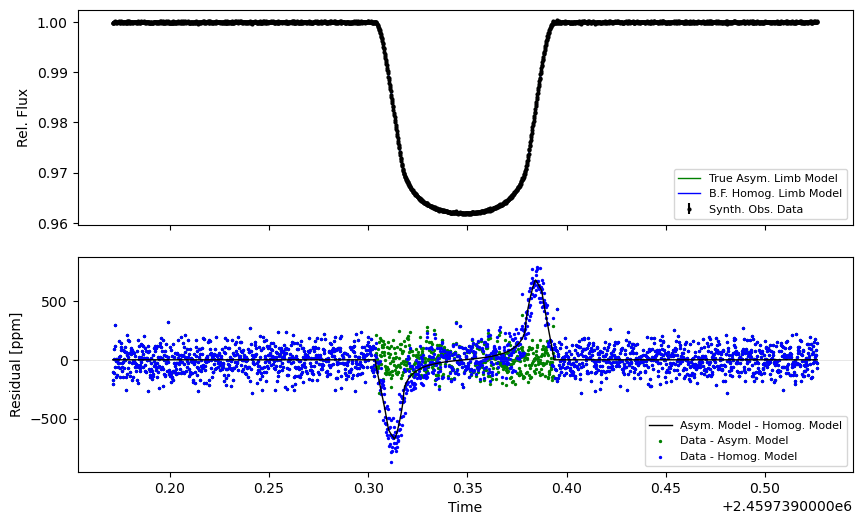 1.00
0.99
0.98
0.97
0.96
Rel. Flux
True Asym. Limb Model
B.F. Homog. Limb Model
Synth. Obs. Data
500
0
−500
Residual [ppm]
Asym. Model - Homog. Model
Data - Asym. Model
Data - Homog. Model
0.20 0.25 0.30 0.35 0.40 0.45 0.50
Time
+2.4597390000e6